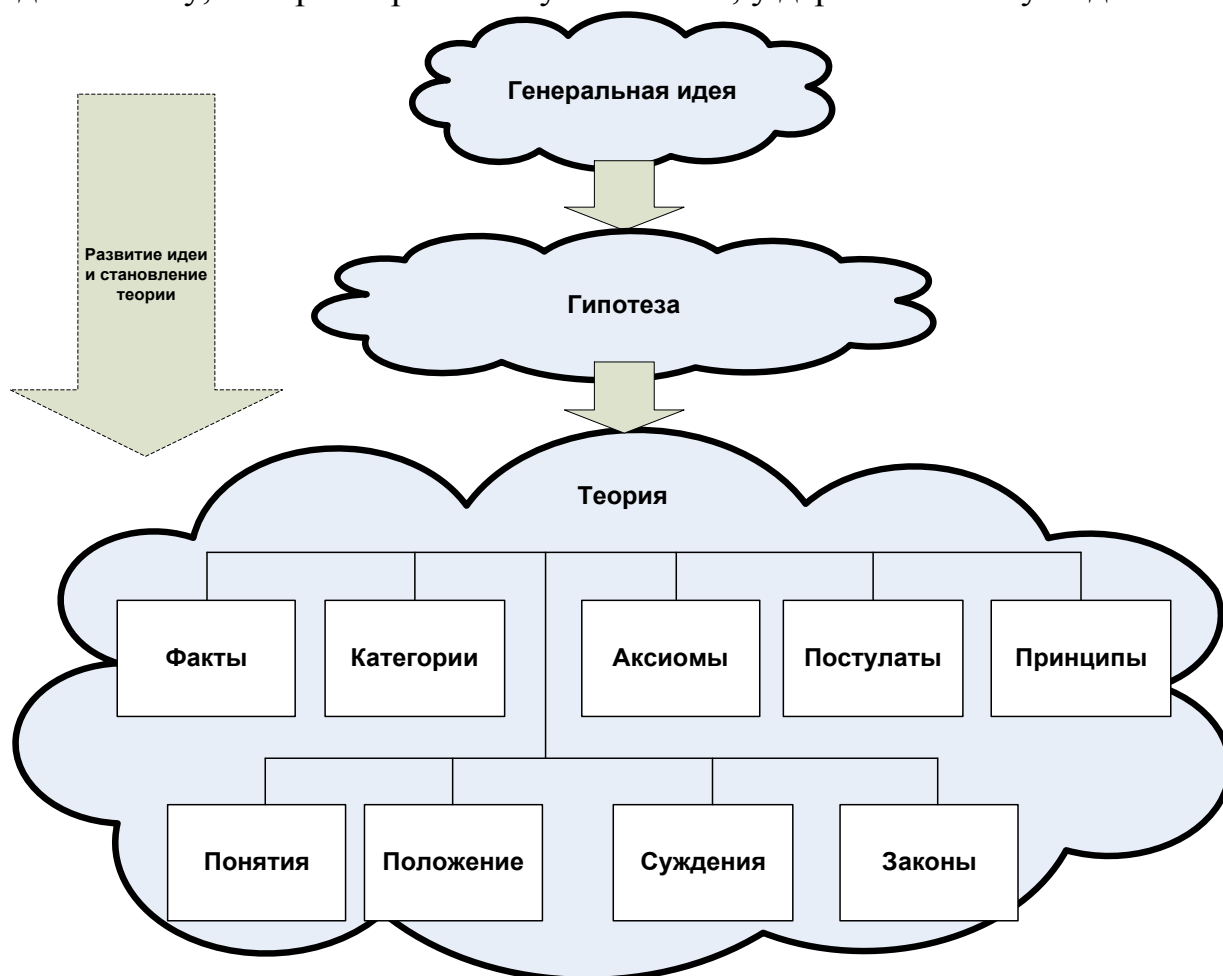 Генеральная идея
Развитие идеи
и становление
теории
Гипотеза
Теория
Факты
Категории
Аксиомы
Постулаты
Принципы
Понятия
Положение
Суждения
Законы